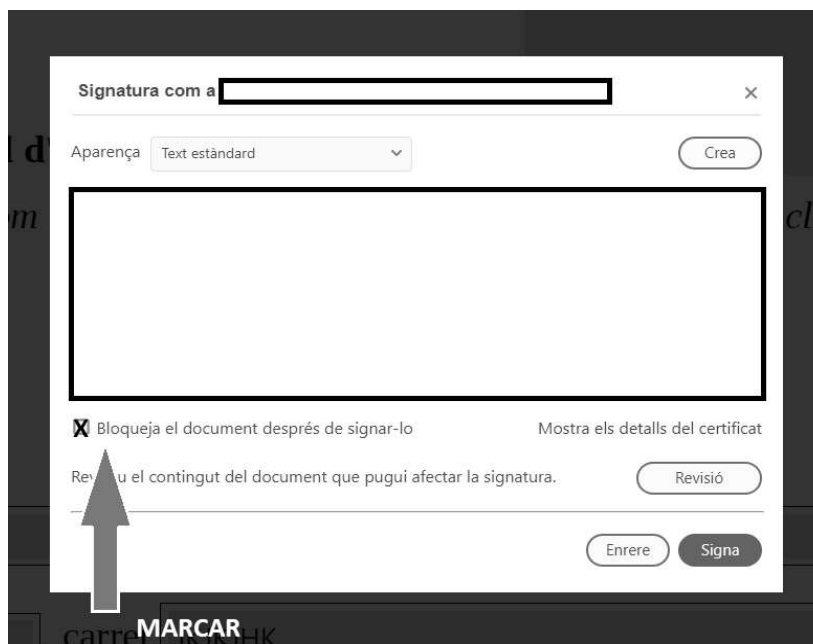 Signatura com a
Aparença Text estàndard Crea
X Bloqueja el document després de signar-lo Mostra els detalls del certificat
el contingut del document que pugui afectar la signatura. Revisió
Enrere Signa
MARCAR